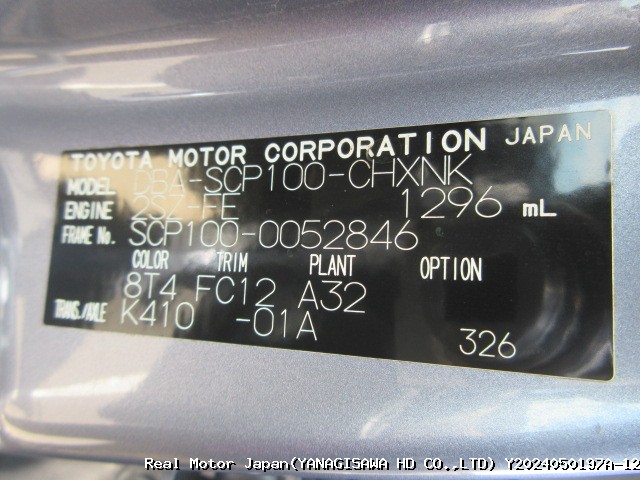 TOYOTA MOTOR CORPORATION JAPAN
MODEL DBA-SCP100-CHXNK
ENGINE 2SZ-FE 1296 mL
FRAME No. SCP100-0052846
COLOR TRIM PLANT OPTION
8T4 FC12 A32
TRANS./AXLE K410 -01A
326
Real Motor Japan(YANAGISAWA HD CO.,LTD) Y2024050197A-12